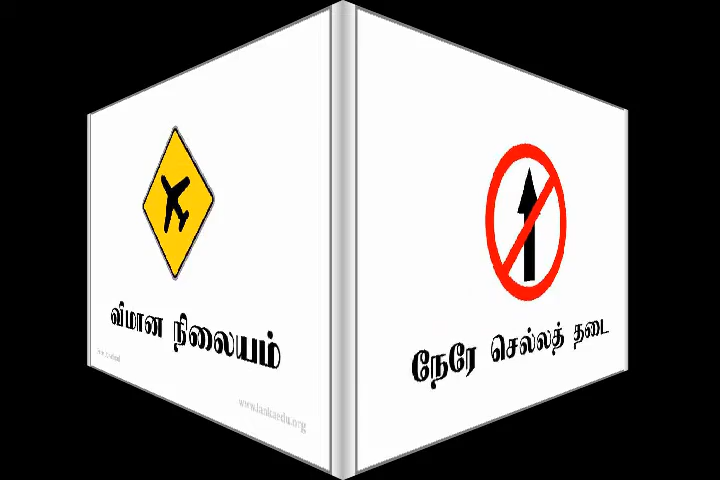 விமான நிலையம்
www.lankaedu.org
நேரே செல்லத் தடை